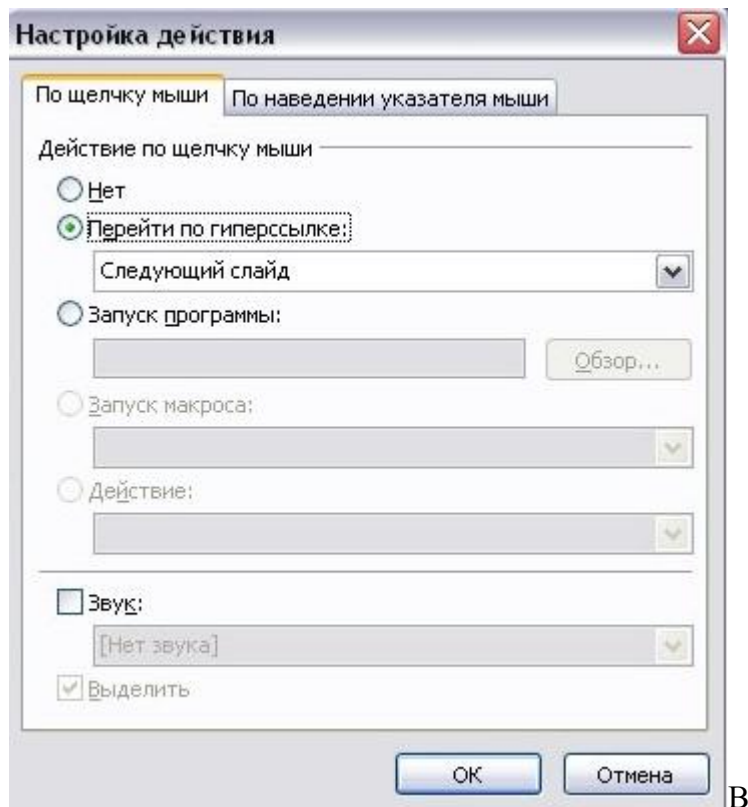 Настройка действия
По щелчку мыши По наведении указателя мыши
Действие по щелчку мыши
Нет
Перейти по гиперссылке:
Следующий слайд
Запуск программы:
Обзор...
Запуск макроса:
Действие:
Звук:
[Нет звука]
Выделить
ОК Отмена
В